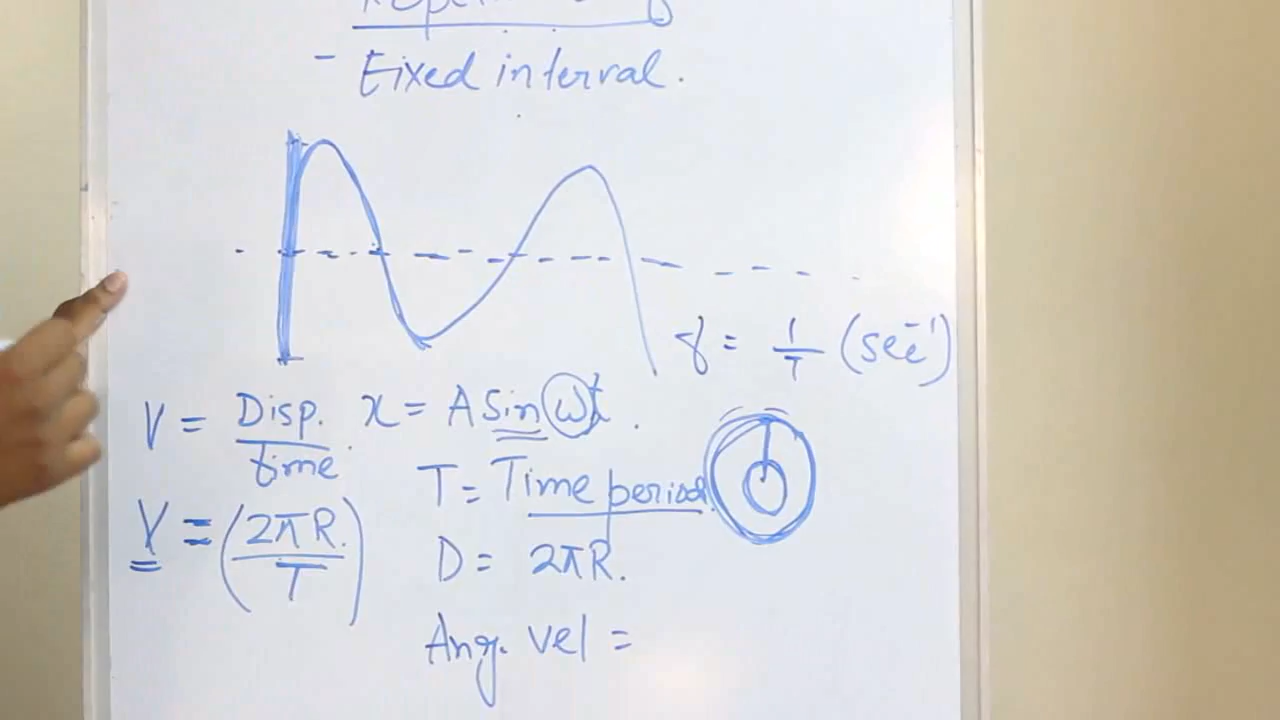 - Fixed interval.
f = 1/T (sec⁻¹)
V = Disp./time. x = A sin ωt.
T = Time period.
V = (2πR./T)
D = 2πR.
Ang. vel =